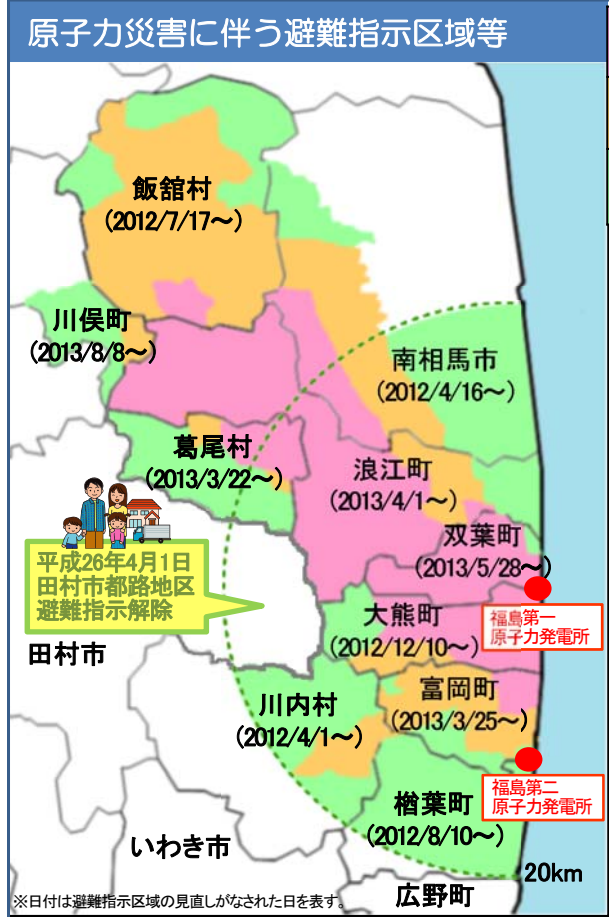 原子力災害に伴う避難指示区域等
飯舘村
(2012/7/17～)
川俣町
(2013/8/8～)
南相馬市
(2012/4/16～)
葛尾村
(2013/3/22～)
浪江町
(2013/4/1～)
双葉町
(2013/5/28～)
平成26年4月1日
田村市都路地区
避難指示解除
田村市
大熊町
(2012/12/10～)
福島第一
原子力発電所
川内村
(2012/4/1～)
富岡町
(2013/3/25～)
福島第二
原子力発電所
楢葉町
(2012/8/10～)
いわき市
20km
広野町
※日付は避難指示区域の見直しがなされた日を表す。